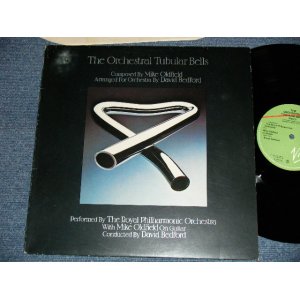 The Orchestral Tubular Bells
Composed By Mike Oldfield
Arranged For Orchestra By David Bedford
Performed By The Royal Philharmonic Orchestra
With Mike Oldfield On Guitar
Conducted By David Bedford